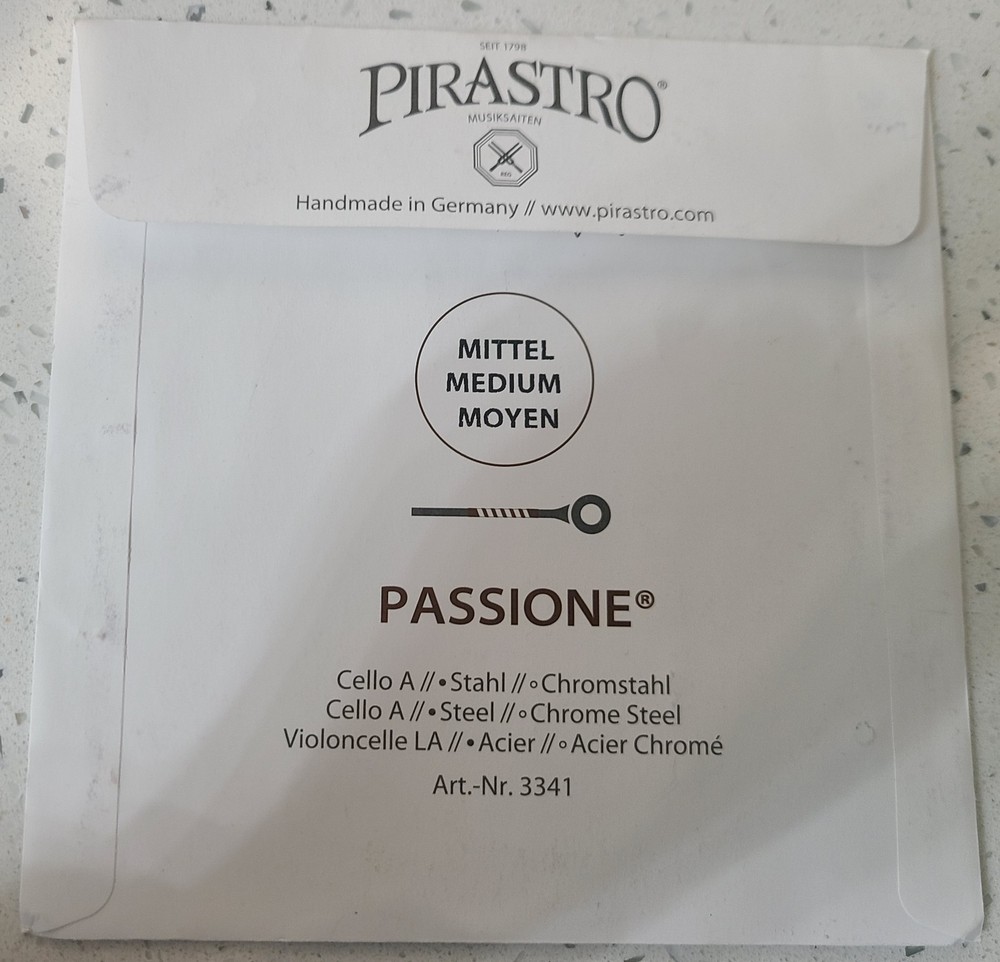 SEIT 1798
PIRASTRO®
MUSIKSAITEN
REG
Handmade in Germany // www.pirastro.com
MITTEL
MEDIUM
MOYEN
PASSIONE®
Cello A // • Stahl // ◦ Chromstahl
Cello A // • Steel // ◦ Chrome Steel
Violoncelle LA // • Acier // ◦ Acier Chromé
Art.-Nr. 3341